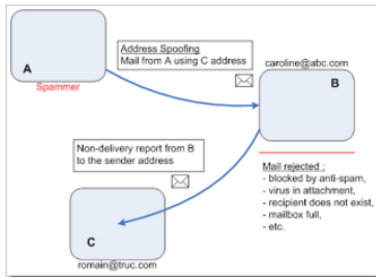 Address Spoofing
Mail from A using C address
caroline@abc.com
A
B
Spammer
Non-delivery report from B
to the sender address
Mail rejected :
- blocked by anti-spam,
- virus in attachment,
- recipient does not exist,
- mailbox full,
- etc.
C
romain@truc.com